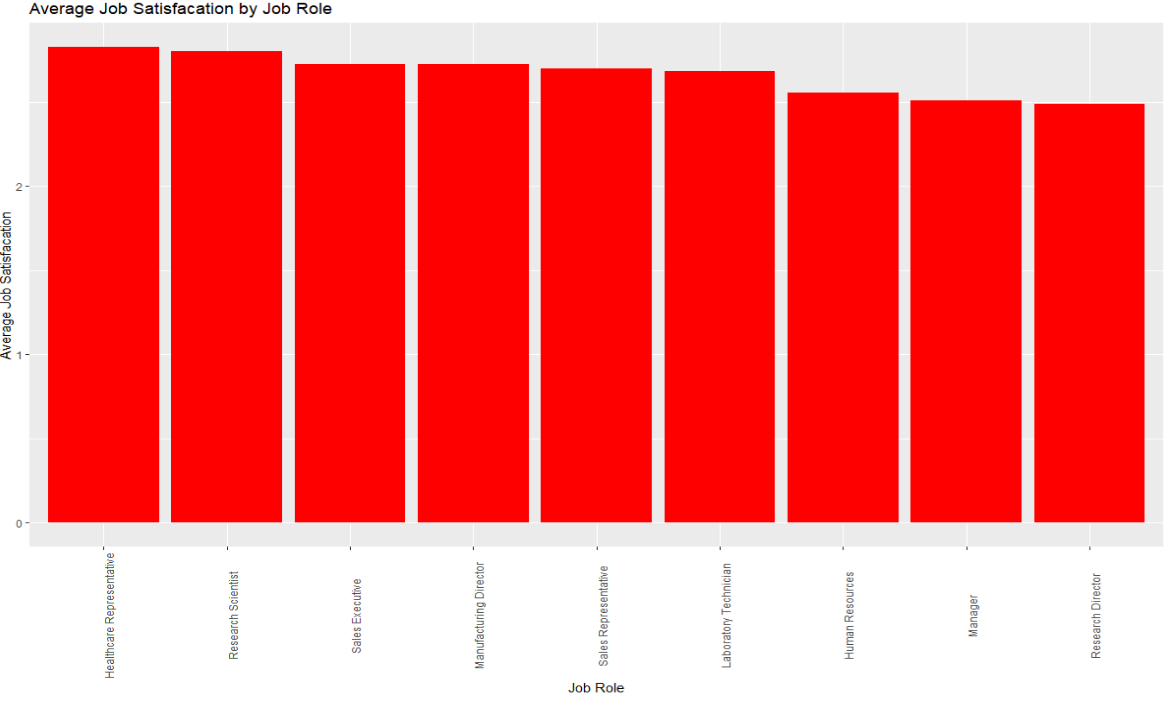 Average Job Satisfacation by Job Role
Average Job Satisfacation
2
1
0
Healthcare Representative
Research Scientist
Sales Executive
Manufacturing Director
Sales Representative
Laboratory Technician
Human Resources
Manager
Research Director
Job Role